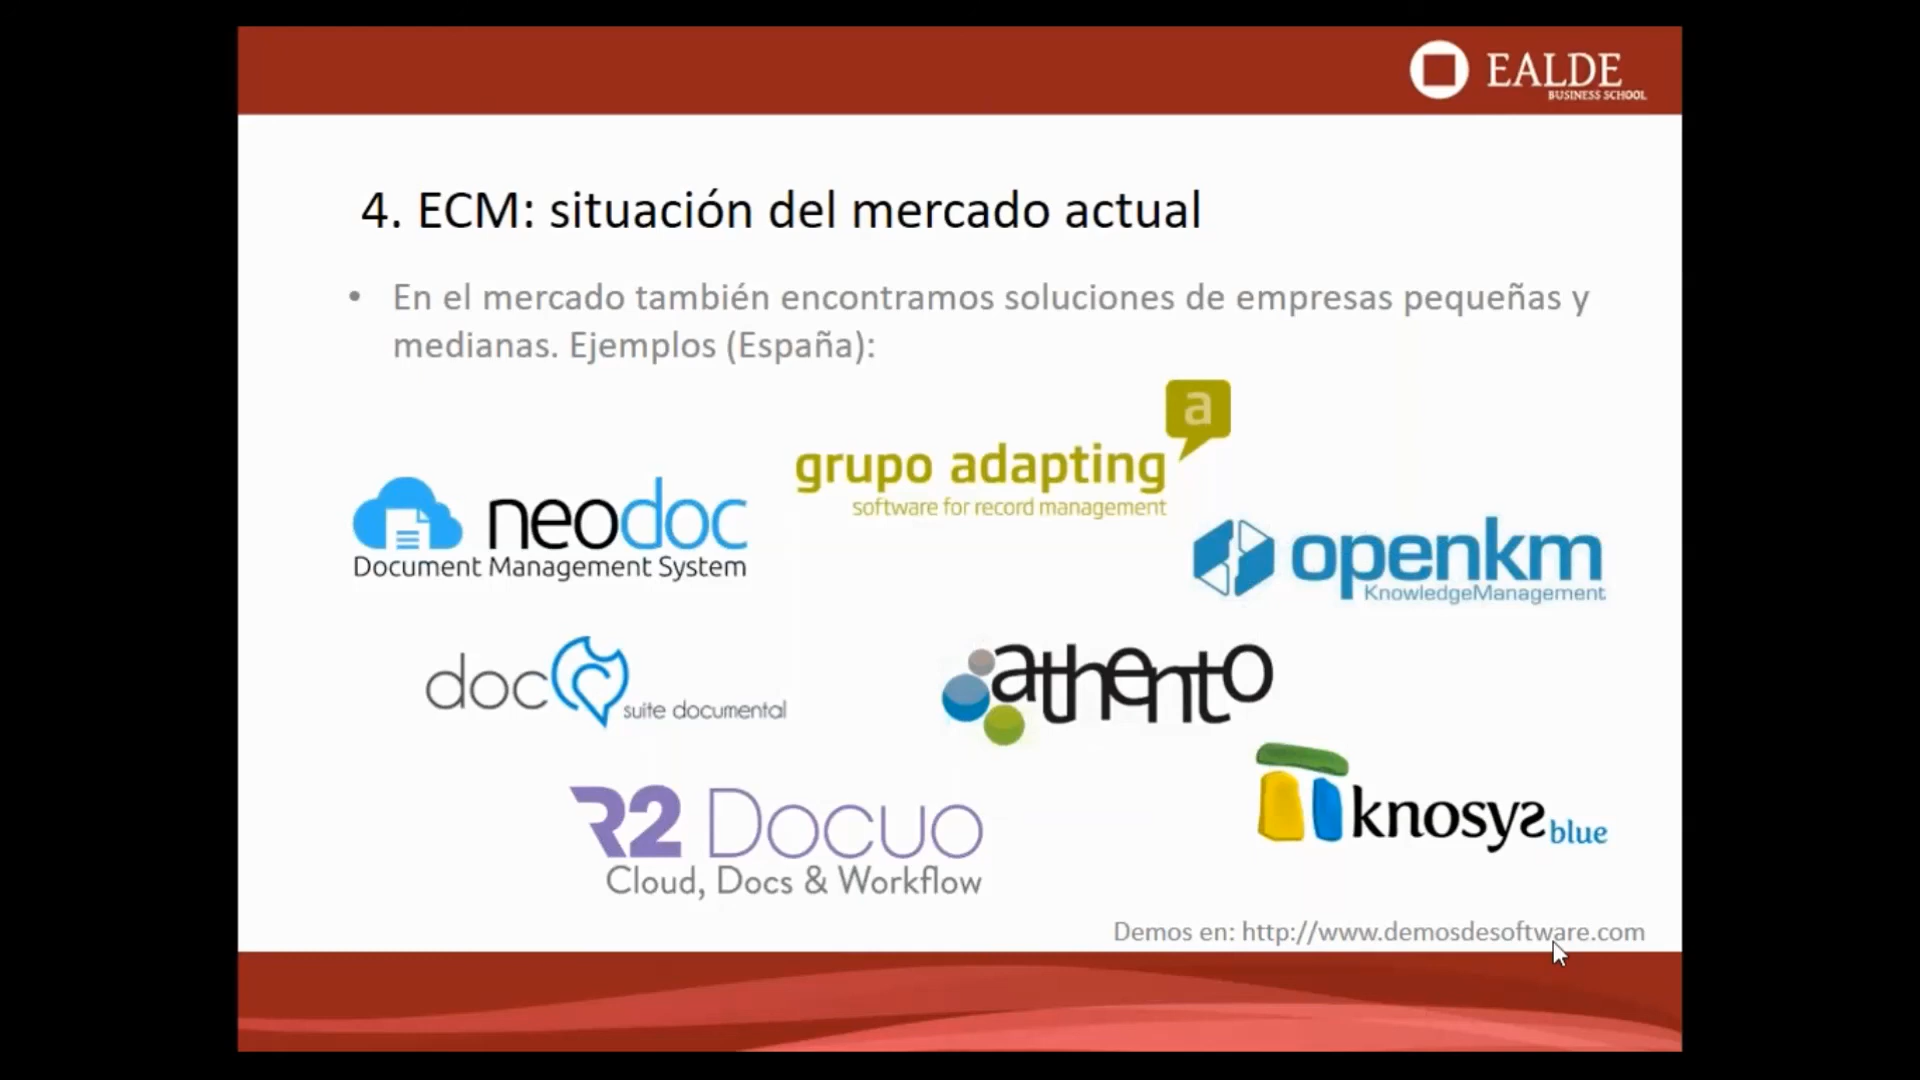 EALDE
BUSINESS SCHOOL
4. ECM: situación del mercado actual
• En el mercado también encontramos soluciones de empresas pequeñas y
medianas. Ejemplos (España):
a
grupo adapting
software for record management
neodoc
Document Management System
openkm
KnowledgeManagement
doc
suite documental
athento
R2 Docuo
Cloud, Docs & Workflow
knosys blue
Demos en: http://www.demosdesoftware.com